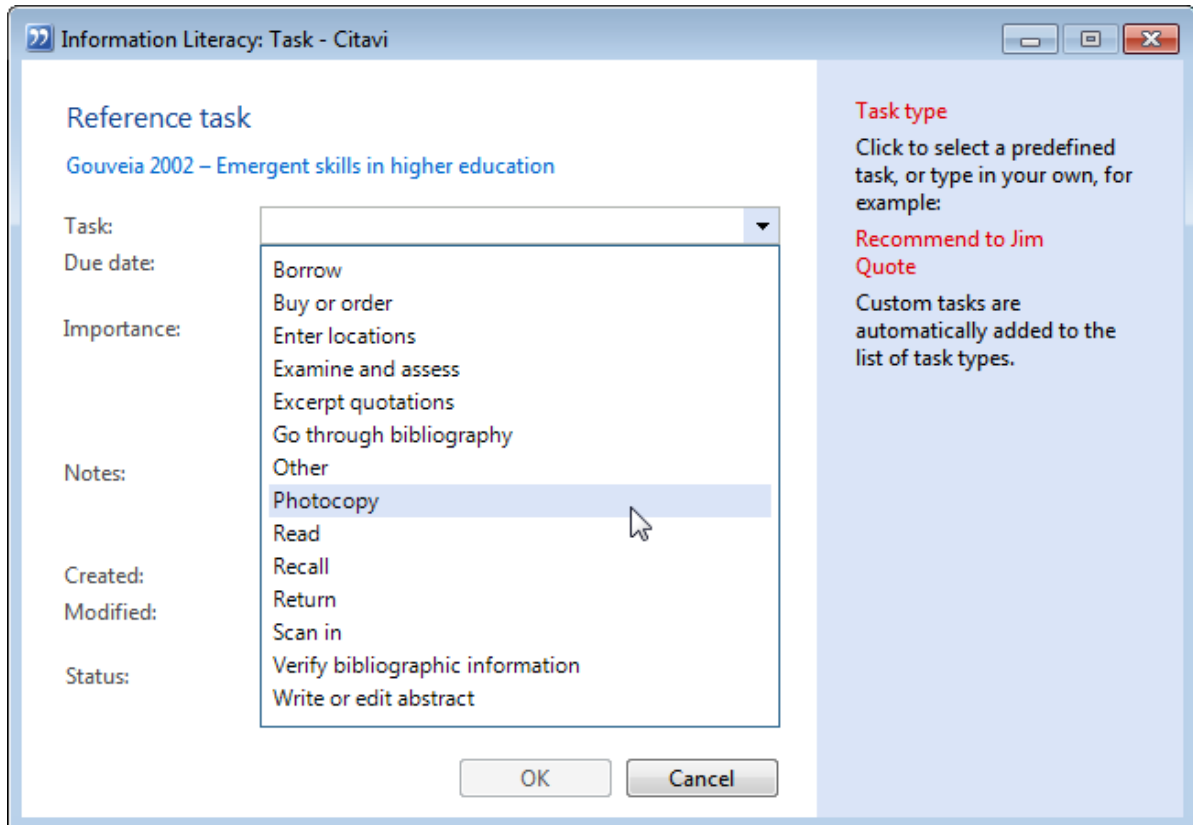 Information Literacy: Task - Citavi
Reference task
Gouveia 2002 – Emergent skills in higher education
Task:
Due date:
Importance:
Notes:
Created:
Modified:
Status:
Borrow
Buy or order
Enter locations
Examine and assess
Excerpt quotations
Go through bibliography
Other
Photocopy
Read
Recall
Return
Scan in
Verify bibliographic information
Write or edit abstract
OK
Cancel
Task type
Click to select a predefined
task, or type in your own, for
example:
Recommend to Jim
Quote
Custom tasks are
automatically added to the
list of task types.